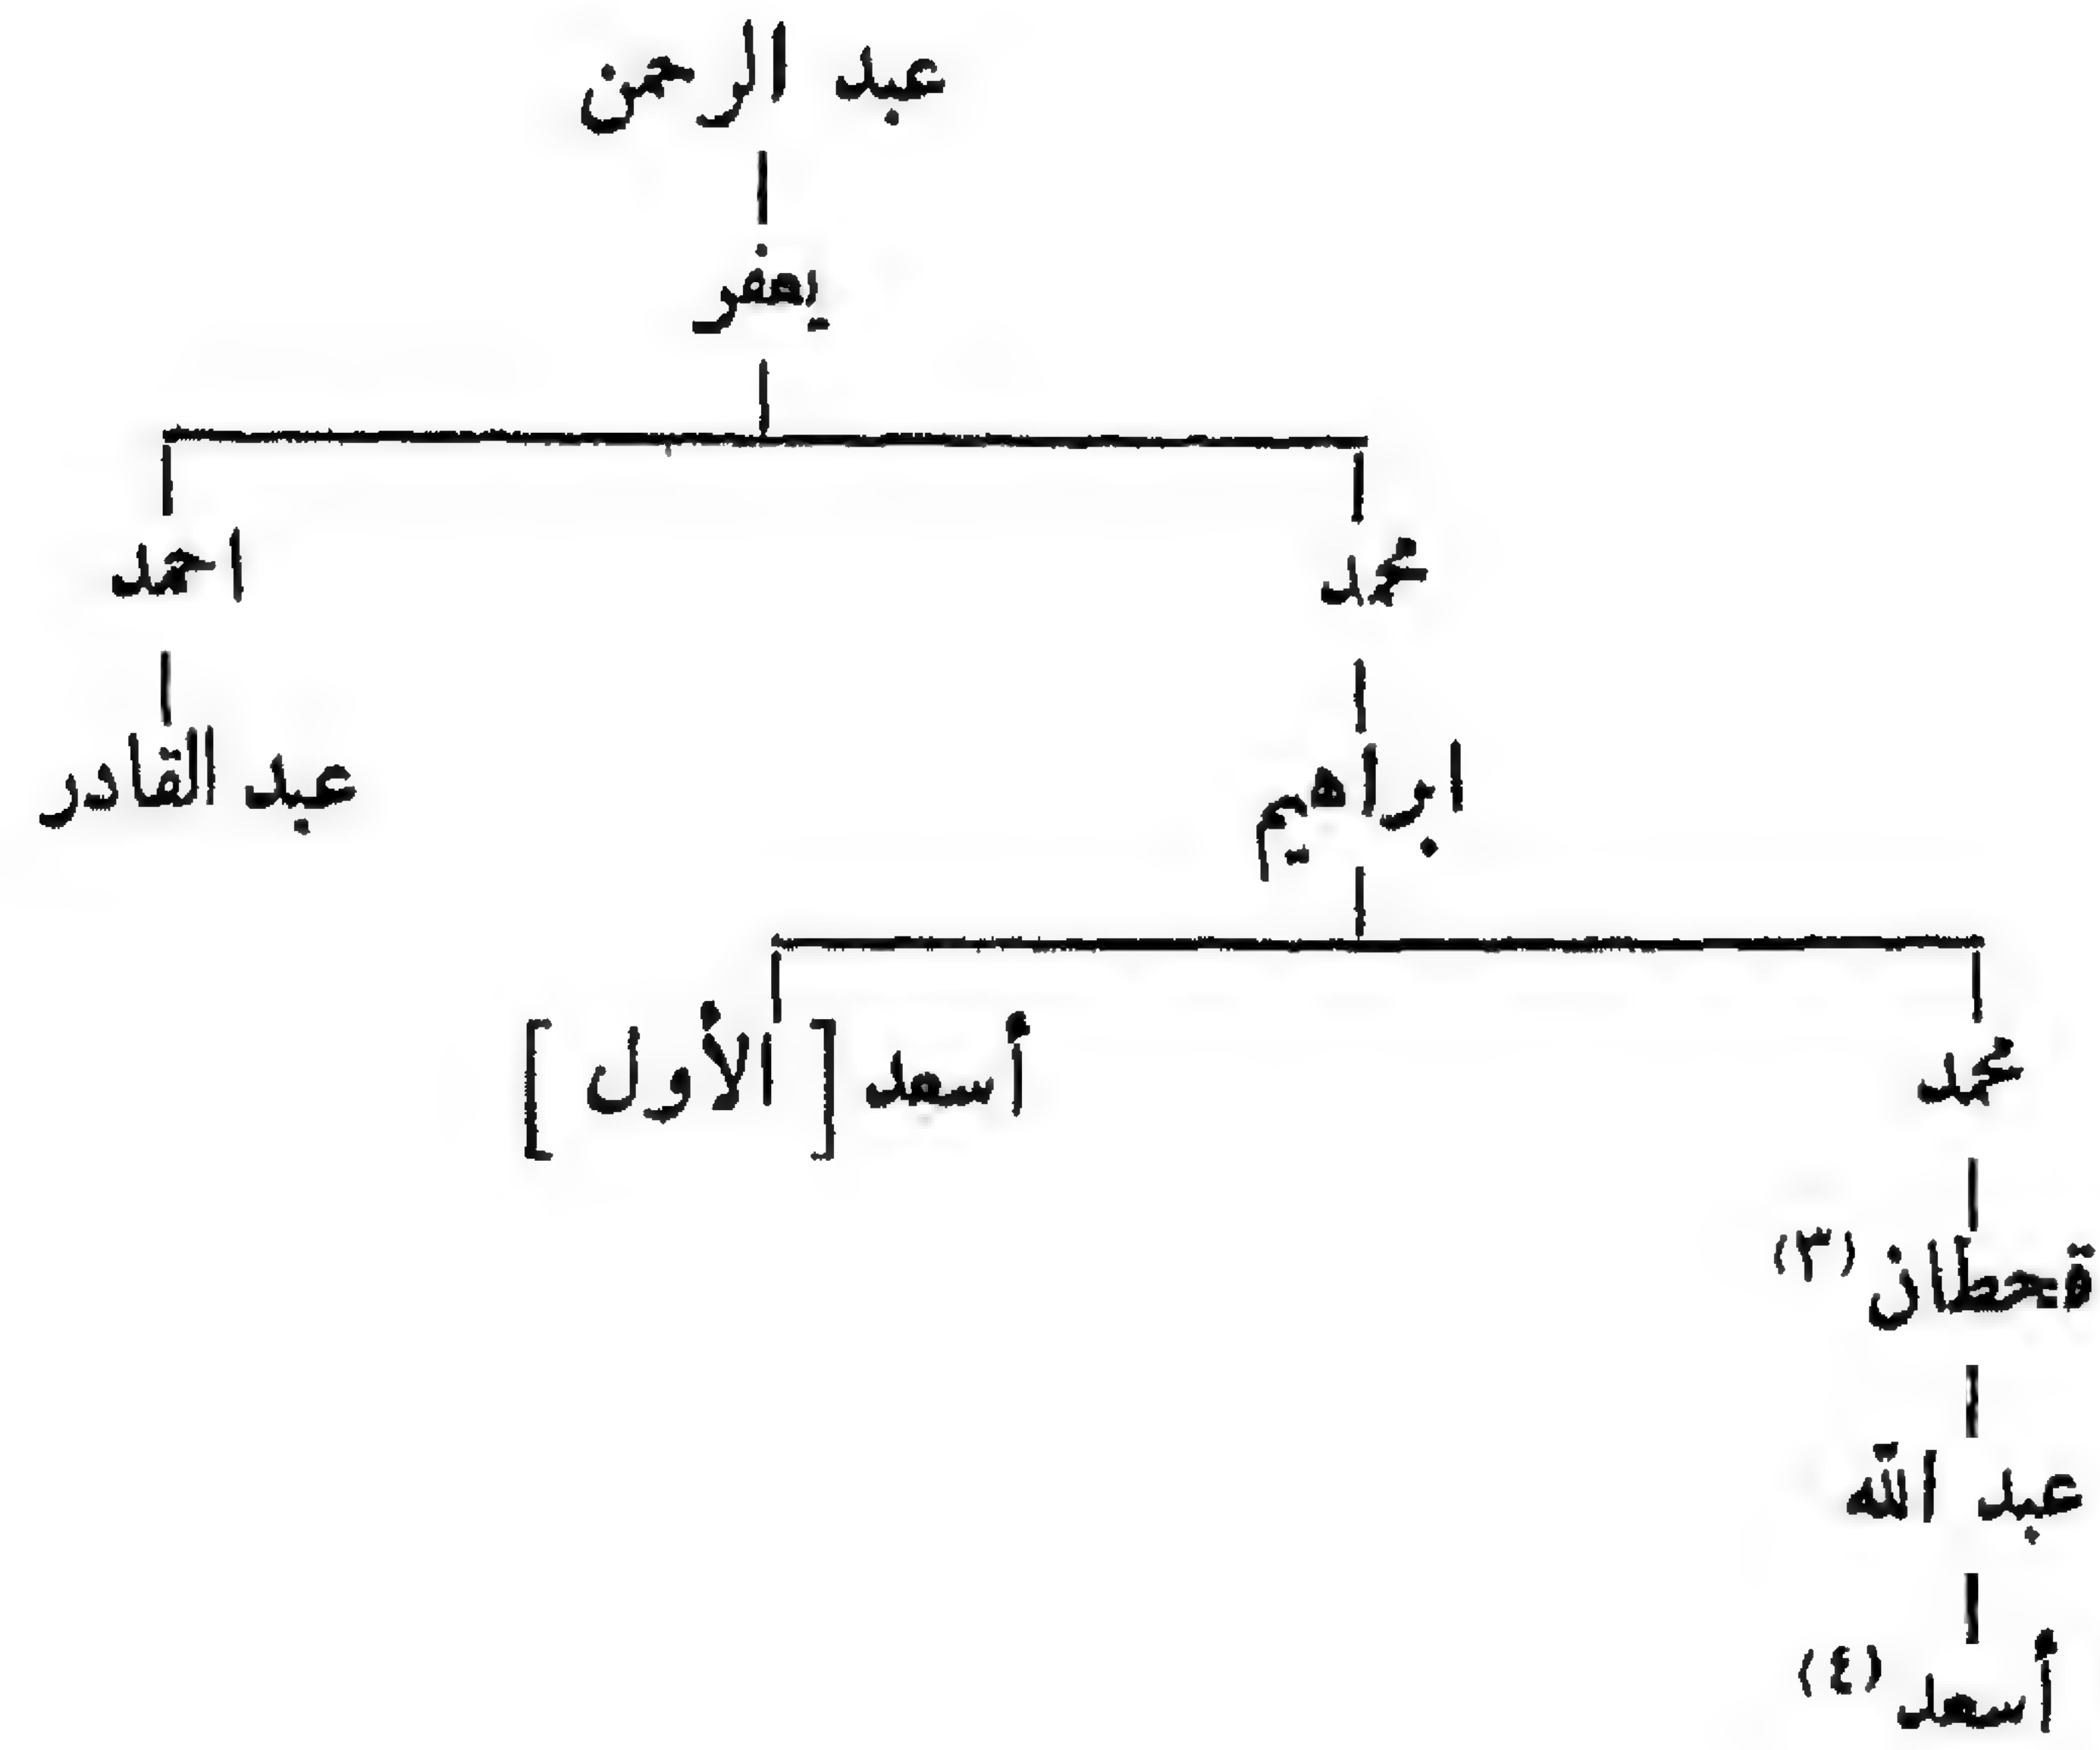 عبد الرحمن
يعفر
محمد
احمد
ابراهيم
عبد القادر
محمد
أسعد [ الأول ]
قحطان (٣)
عبد الله
أسعد (٤)